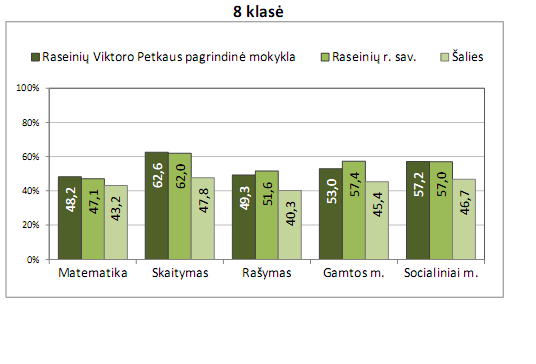 8 klasė
Raseinių Viktoro Petkaus pagrindinė mokykla Raseinių r. sav. Šalies
100%
80%
60%
40%
20%
0%
48,2 47,1 43,2 62,6 62,0 47,8 49,3 51,6 40,3 53,0 57,4 45,4 57,2 57,0 46,7
Matematika Skaitymas Rašymas Gamtos m. Socialiniai m.